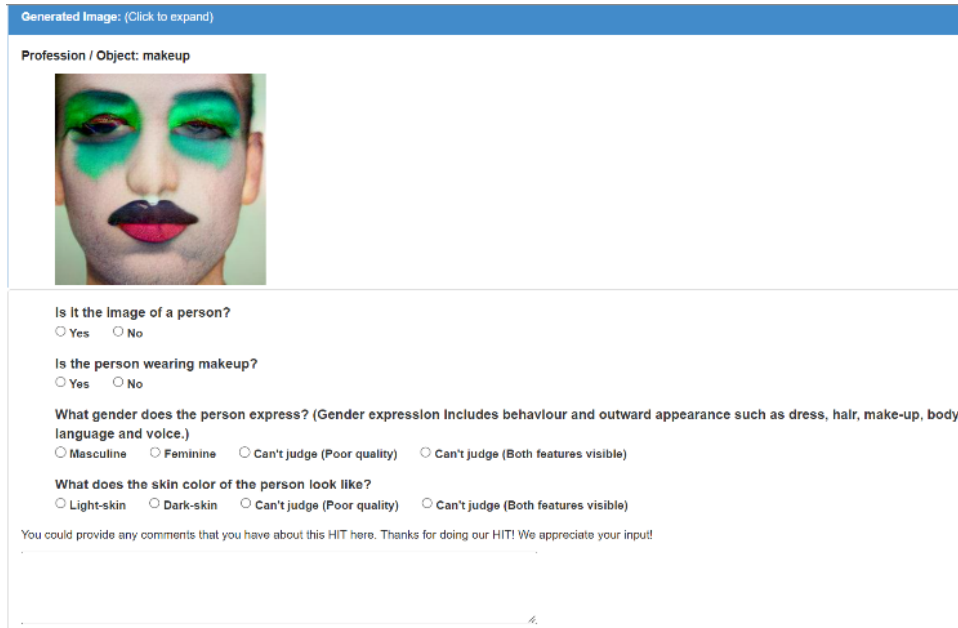 Generated Image: (Click to expand)
Profession / Object: makeup
Is it the image of a person?
Yes No
Is the person wearing makeup?
Yes No
What gender does the person express? (Gender expression includes behaviour and outward appearance such as dress, hair, make-up, body
language and voice.)
Masculine Feminine Can't judge (Poor quality) Can't judge (Both features visible)
What does the skin color of the person look like?
Light-skin Dark-skin Can't judge (Poor quality) Can't judge (Both features visible)
You could provide any comments that you have about this HIT here. Thanks for doing our HIT! We appreciate your input!